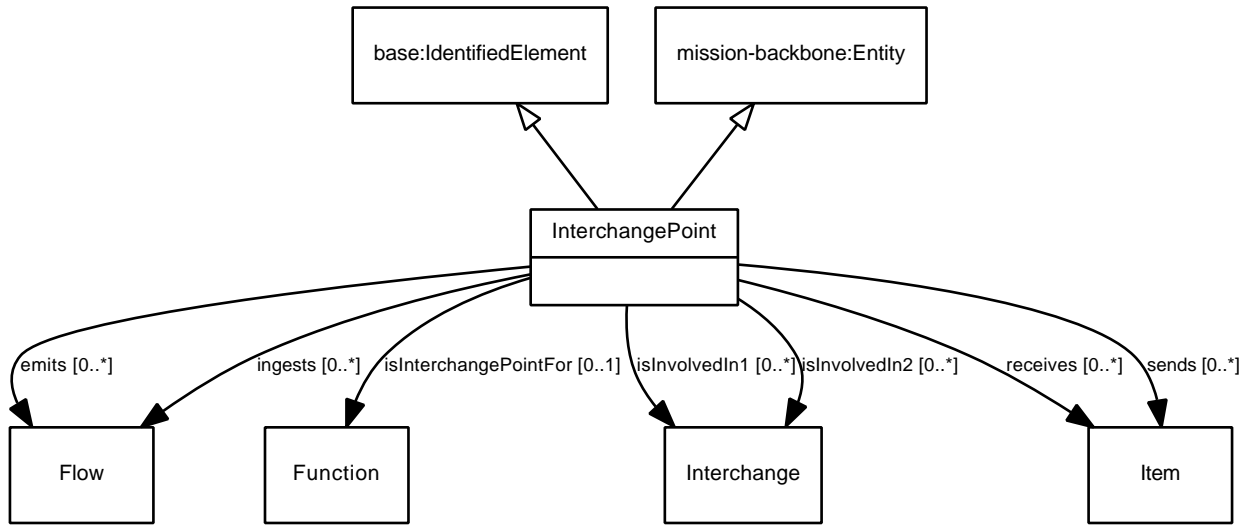 base:IdentifiedElement
mission-backbone:Entity
InterchangePoint
emits [0..*]
ingests [0..*]
isInterchangePointFor [0..1]
isInvolvedIn1 [0..*]
isInvolvedIn2 [0..*]
receives [0..*]
sends [0..*]
Flow
Function
Interchange
Item